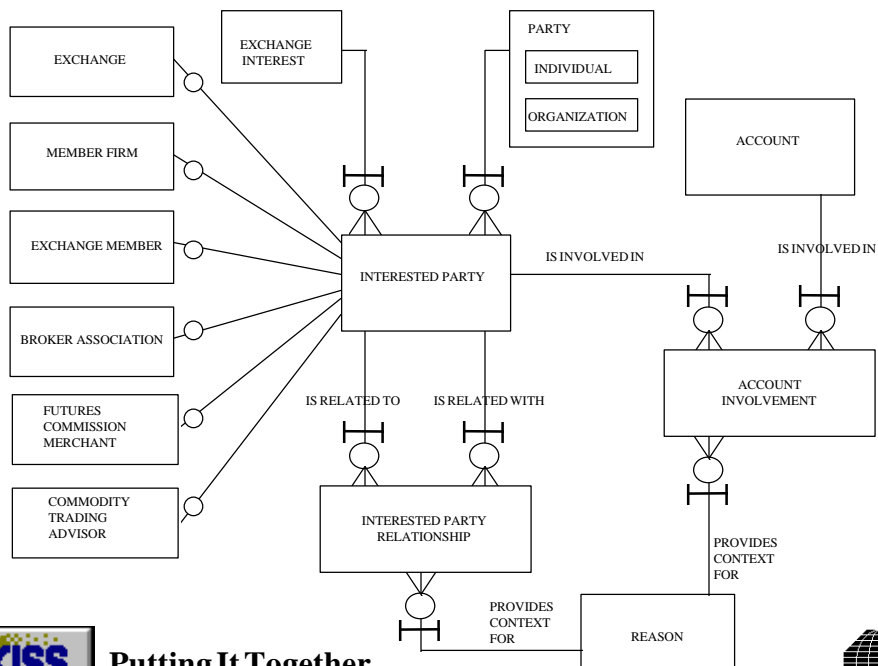 EXCHANGE
EXCHANGE
INTEREST
PARTY
INDIVIDUAL
ORGANIZATION
ACCOUNT
MEMBER FIRM
EXCHANGE MEMBER
INTERESTED PARTY
IS INVOLVED IN
IS INVOLVED IN
BROKER ASSOCIATION
FUTURES
COMMISSION
MERCHANT
IS RELATED TO
IS RELATED WITH
ACCOUNT
INVOLVEMENT
COMMODITY
TRADING
ADVISOR
INTERESTED PARTY
RELATIONSHIP
PROVIDES
CONTEXT
FOR
PROVIDES
CONTEXT
FOR
REASON
KISS
Putting It Together